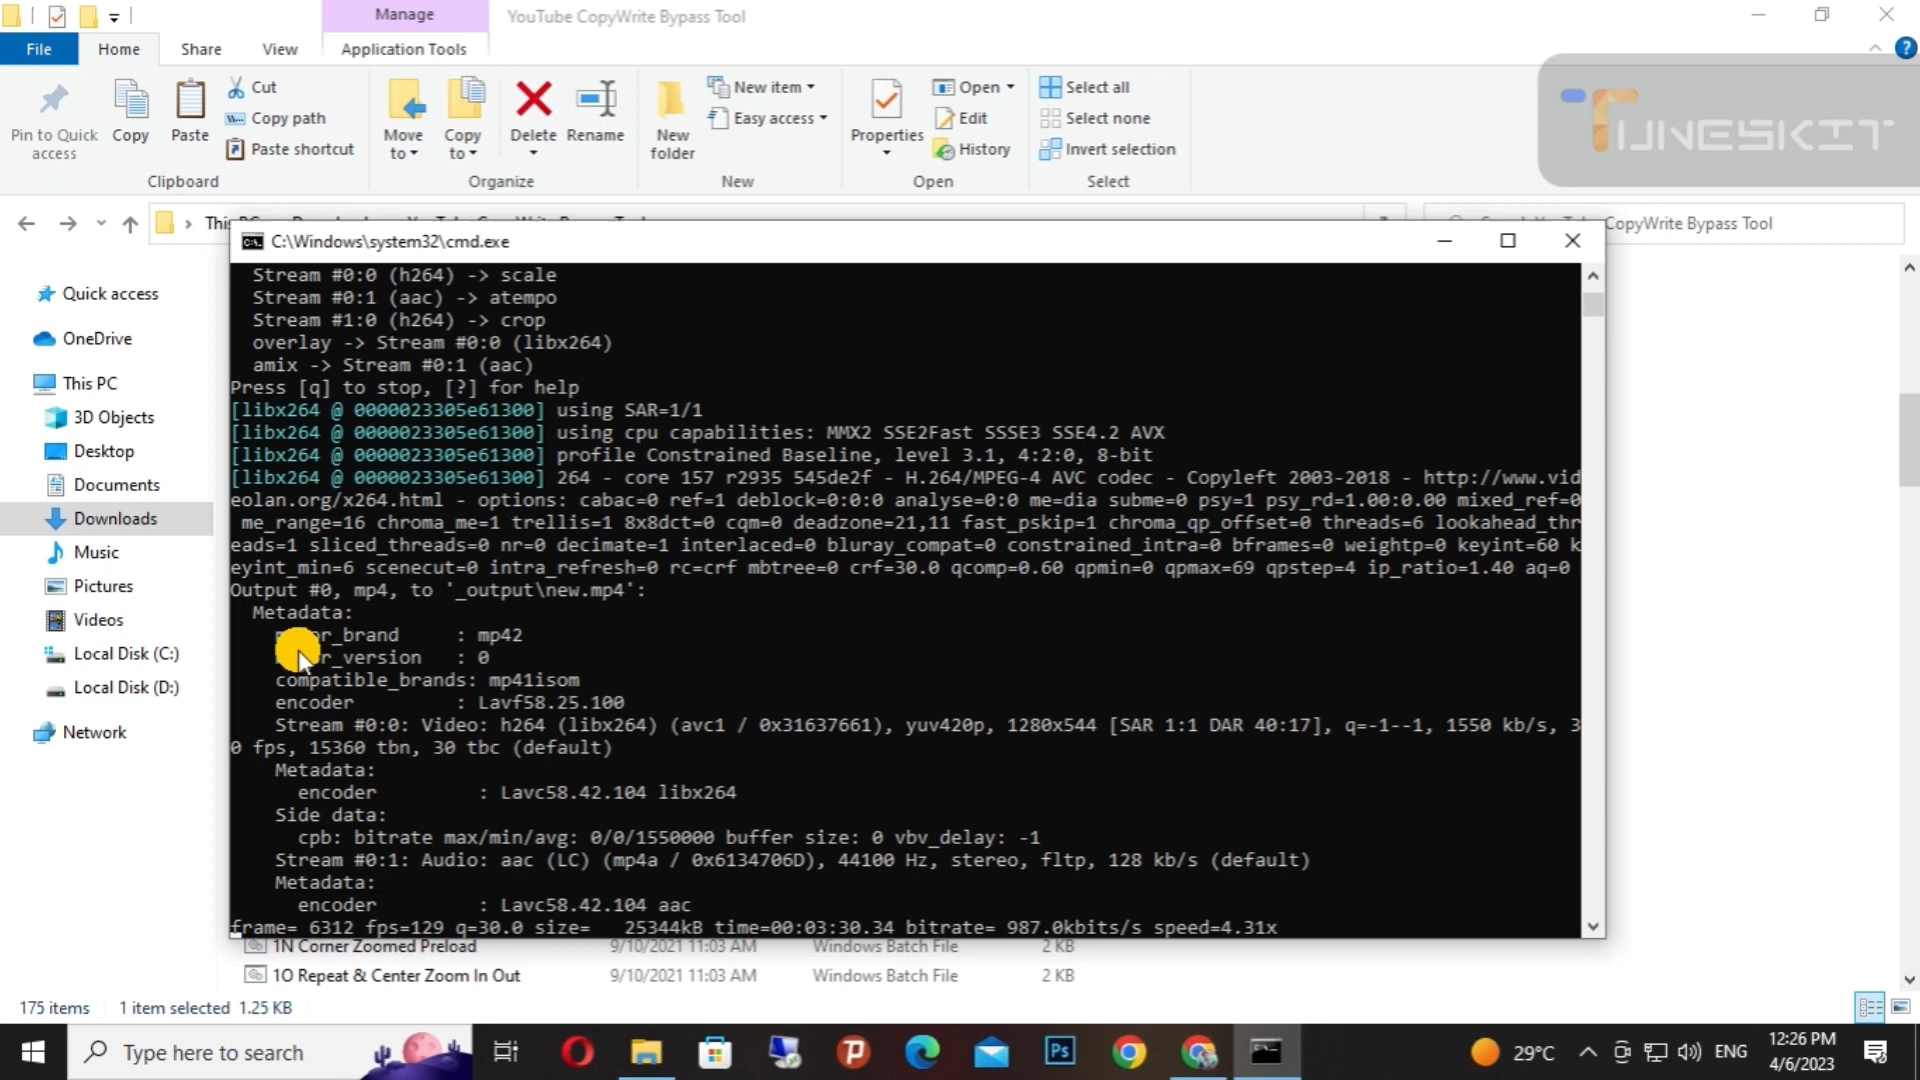 Manage
YouTube CopyWrite Bypass Tool
File
Home
Share
View
Application Tools
Pin to Quick access
Copy
Paste
Cut
Copy path
Paste shortcut
Clipboard
Move to
Copy to
Delete
Rename
Organize
New folder
New item
Easy access
New
Properties
Open
Edit
History
Open
Select all
Select none
Invert selection
Select
TUNESKIT
CopyWrite Bypass Tool
C:\Windows\system32\cmd.exe
Quick access
OneDrive
This PC
3D Objects
Desktop
Documents
Downloads
Music
Pictures
Videos
Local Disk (C:)
Local Disk (D:)
Network
Stream #0:0 (h264) -> scale
Stream #0:1 (aac) -> atempo
Stream #1:0 (h264) -> crop
overlay -> Stream #0:0 (libx264)
amix -> Stream #0:1 (aac)
Press [q] to stop, [?] for help
[libx264 @ 0000023305e61300] using SAR=1/1
[libx264 @ 0000023305e61300] using cpu capabilities: MMX2 SSE2Fast SSSE3 SSE4.2 AVX
[libx264 @ 0000023305e61300] profile Constrained Baseline, level 3.1, 4:2:0, 8-bit
[libx264 @ 0000023305e61300] 264 - core 157 r2935 545de2f - H.264/MPEG-4 AVC codec - Copyleft 2003-2018 - http://www.vid
eolan.org/x264.html - options: cabac=0 ref=1 deblock=0:0:0 analyse=0:0 me=dia subme=0 psy=1 psy_rd=1.00:0.00 mixed_ref=0
me_range=16 chroma_me=1 trellis=1 8x8dct=0 cqm=0 deadzone=21,11 fast_pskip=1 chroma_qp_offset=0 threads=6 lookahead_thr
eads=1 sliced_threads=0 nr=0 decimate=1 interlaced=0 bluray_compat=0 constrained_intra=0 bframes=0 weightp=0 keyint=60 k
eyint_min=6 scenecut=0 intra_refresh=0 rc=crf mbtree=0 crf=30.0 qcomp=0.60 qpmin=0 qpmax=69 qpstep=4 ip_ratio=1.40 aq=0
Output #0, mp4, to '_output\new.mp4':
Metadata:
r_brand : mp42
r_version : 0
compatible_brands: mp41isom
encoder : Lavf58.25.100
Stream #0:0: Video: h264 (libx264) (avc1 / 0x31637661), yuv420p, 1280x544 [SAR 1:1 DAR 40:17], q=-1--1, 1550 kb/s, 3
0 fps, 15360 tbn, 30 tbc (default)
Metadata:
encoder : Lavc58.42.104 libx264
Side data:
cpb: bitrate max/min/avg: 0/0/1550000 buffer size: 0 vbv_delay: -1
Stream #0:1: Audio: aac (LC) (mp4a / 0x6134706D), 44100 Hz, stereo, fltp, 128 kb/s (default)
Metadata:
encoder : Lavc58.42.104 aac
frame= 6312 fps=129 q=30.0 size= 25344kB time=00:03:30.34 bitrate= 987.0kbits/s speed=4.31x
1N Corner Zoomed Preload 9/10/2021 11:03 AM Windows Batch File 2 KB
1O Repeat & Center Zoom In Out 9/10/2021 11:03 AM Windows Batch File 2 KB
175 items 1 item selected 1.25 KB
Type here to search
Ps
29°C
ENG
12:26 PM
4/6/2023